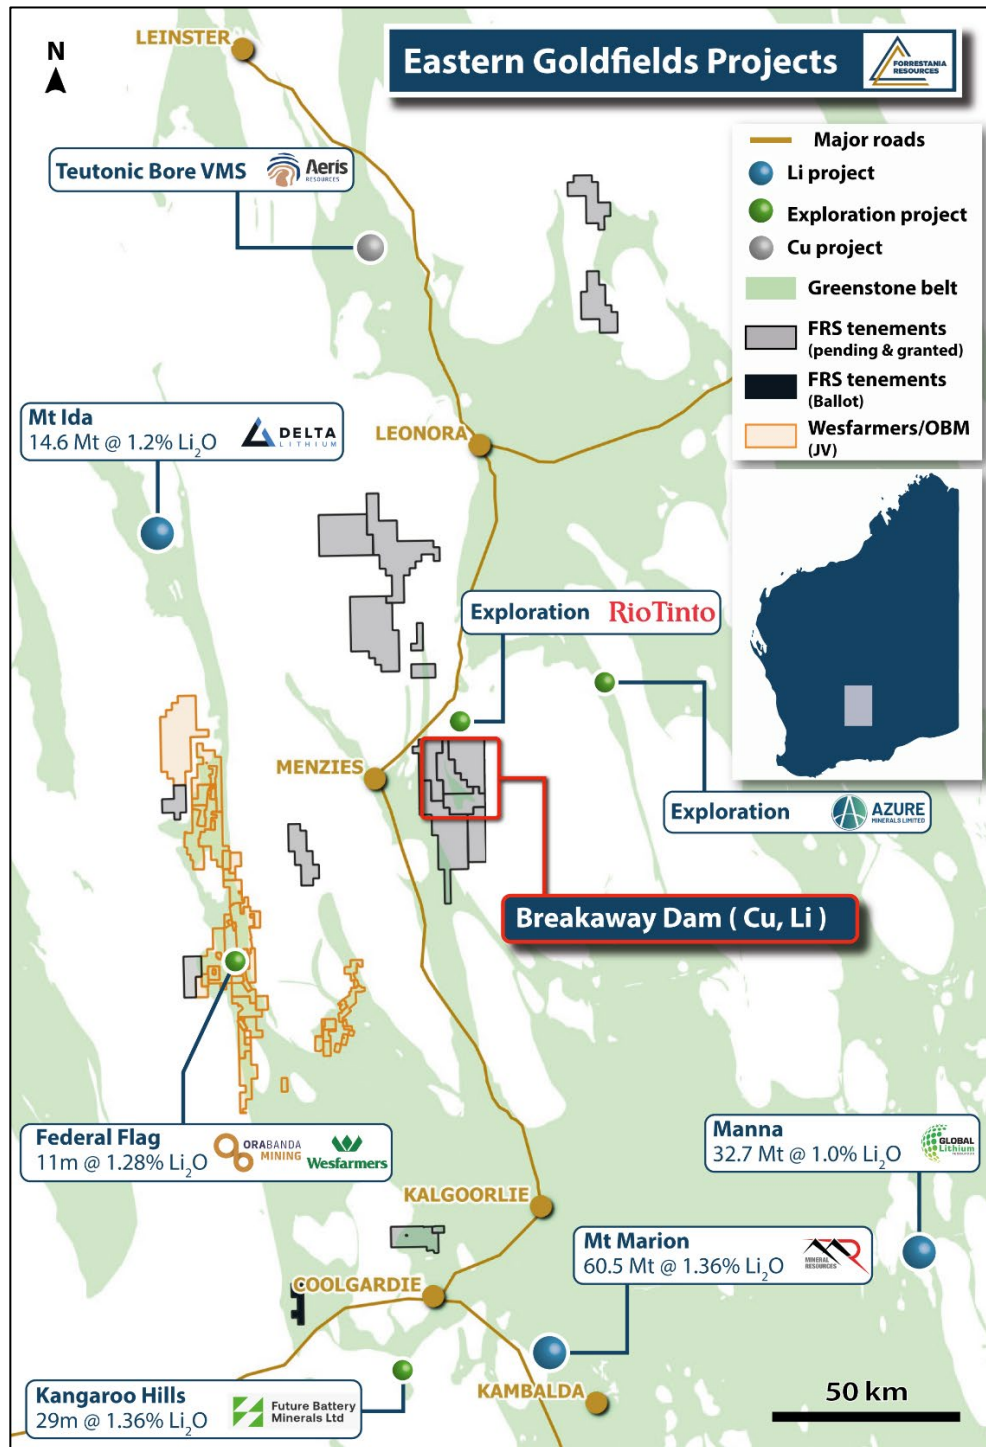 LEINSTER
N
Eastern Goldfields Projects
FORRESTANIA
RESOURCES
Major roads
Li project
Exploration project
Cu project
Greenstone belt
FRS tenements
(pending & granted)
FRS tenements
(Ballot)
Wesfarmers/OBM
(JV)
Teutonic Bore VMS
Aeris
RESOURCES
Mt Ida
14.6 Mt @ 1.2% Li₂O
DELTA
LITHIUM
LEONORA
Exploration
RioTinto
MENZIES
Exploration
AZURE
MINERALS LIMITED
Breakaway Dam ( Cu, Li )
Federal Flag
11m @ 1.28% Li₂O
ORABANDA
MINING
Wesfarmers
Manna
32.7 Mt @ 1.0% Li₂O
GLOBAL
Lithium
KALGOORLIE
Mt Marion
60.5 Mt @ 1.36% Li₂O
MINERAL
RESOURCES
COOLGARDIE
Kangaroo Hills
29m @ 1.36% Li₂O
Future Battery
Minerals Ltd
KAMBALDA
50 km